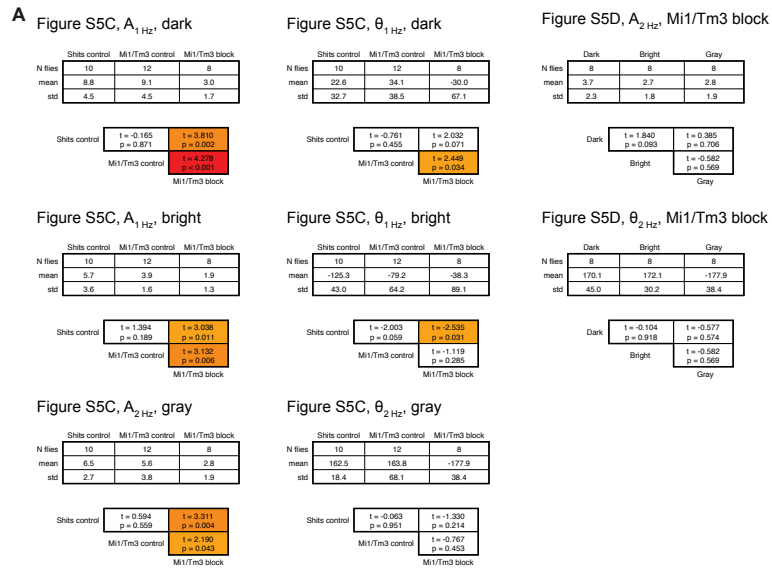 A
Figure S5C, A1 Hz, dark
Shits control Mi1/Tm3 control Mi1/Tm3 block
N flies 10 12 8
mean 8.8 9.1 3.0
std 4.5 4.5 1.7
Shits control t = -0.165 t = 3.810
p = 0.871 p = 0.002
Mi1/Tm3 control t = 4.278
p < 0.001
Mi1/Tm3 block
Figure S5C, θ1 Hz, dark
Shits control Mi1/Tm3 control Mi1/Tm3 block
N flies 10 12 8
mean 22.6 34.1 -30.0
std 32.7 38.5 67.1
Shits control t = -0.761 t = 2.032
p = 0.455 p = 0.071
Mi1/Tm3 control t = 2.449
p = 0.034
Mi1/Tm3 block
Figure S5D, A2 Hz, Mi1/Tm3 block
Dark Bright Gray
N flies 8 8 8
mean 3.7 2.7 2.8
std 2.3 1.8 1.9
Dark t = 1.840 t = 0.385
p = 0.093 p = 0.706
Bright t = -0.582
p = 0.569
Gray
Figure S5C, A1 Hz, bright
Shits control Mi1/Tm3 control Mi1/Tm3 block
N flies 10 12 8
mean 5.7 3.9 1.9
std 3.6 1.6 1.3
Shits control t = 1.394 t = 3.038
p = 0.189 p = 0.011
Mi1/Tm3 control t = 3.132
p = 0.006
Mi1/Tm3 block
Figure S5C, θ1 Hz, bright
Shits control Mi1/Tm3 control Mi1/Tm3 block
N flies 10 12 8
mean -125.3 -79.2 -38.3
std 43.0 64.2 89.1
Shits control t = -2.003 t = -2.535
p = 0.059 p = 0.031
Mi1/Tm3 control t = -1.119
p = 0.285
Mi1/Tm3 block
Figure S5D, θ2 Hz, Mi1/Tm3 block
Dark Bright Gray
N flies 8 8 8
mean 170.1 172.1 -177.9
std 45.0 30.2 38.4
Dark t = -0.104 t = -0.577
p = 0.918 p = 0.574
Bright t = -0.582
p = 0.569
Gray
Figure S5C, A2 Hz, gray
Shits control Mi1/Tm3 control Mi1/Tm3 block
N flies 10 12 8
mean 6.5 5.6 2.8
std 2.7 3.8 1.9
Shits control t = 0.594 t = 3.311
p = 0.559 p = 0.004
Mi1/Tm3 control t = 2.190
p = 0.043
Mi1/Tm3 block
Figure S5C, θ2 Hz, gray
Shits control Mi1/Tm3 control Mi1/Tm3 block
N flies 10 12 8
mean 162.5 163.8 -177.9
std 18.4 68.1 38.4
Shits control t = -0.063 t = -1.330
p = 0.951 p = 0.214
Mi1/Tm3 control t = -0.767
p = 0.453
Mi1/Tm3 block